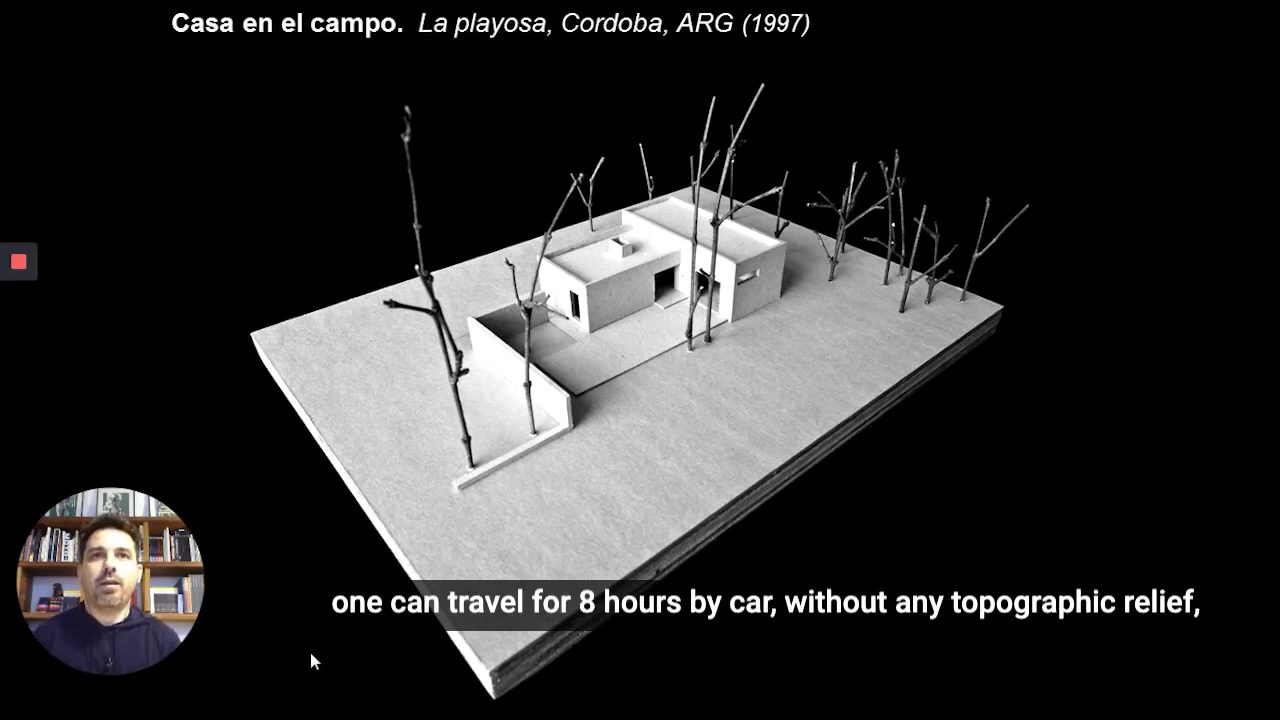 Casa en el campo. La playosa, Cordoba, ARG (1997)
one can travel for 8 hours by car, without any topographic relief,